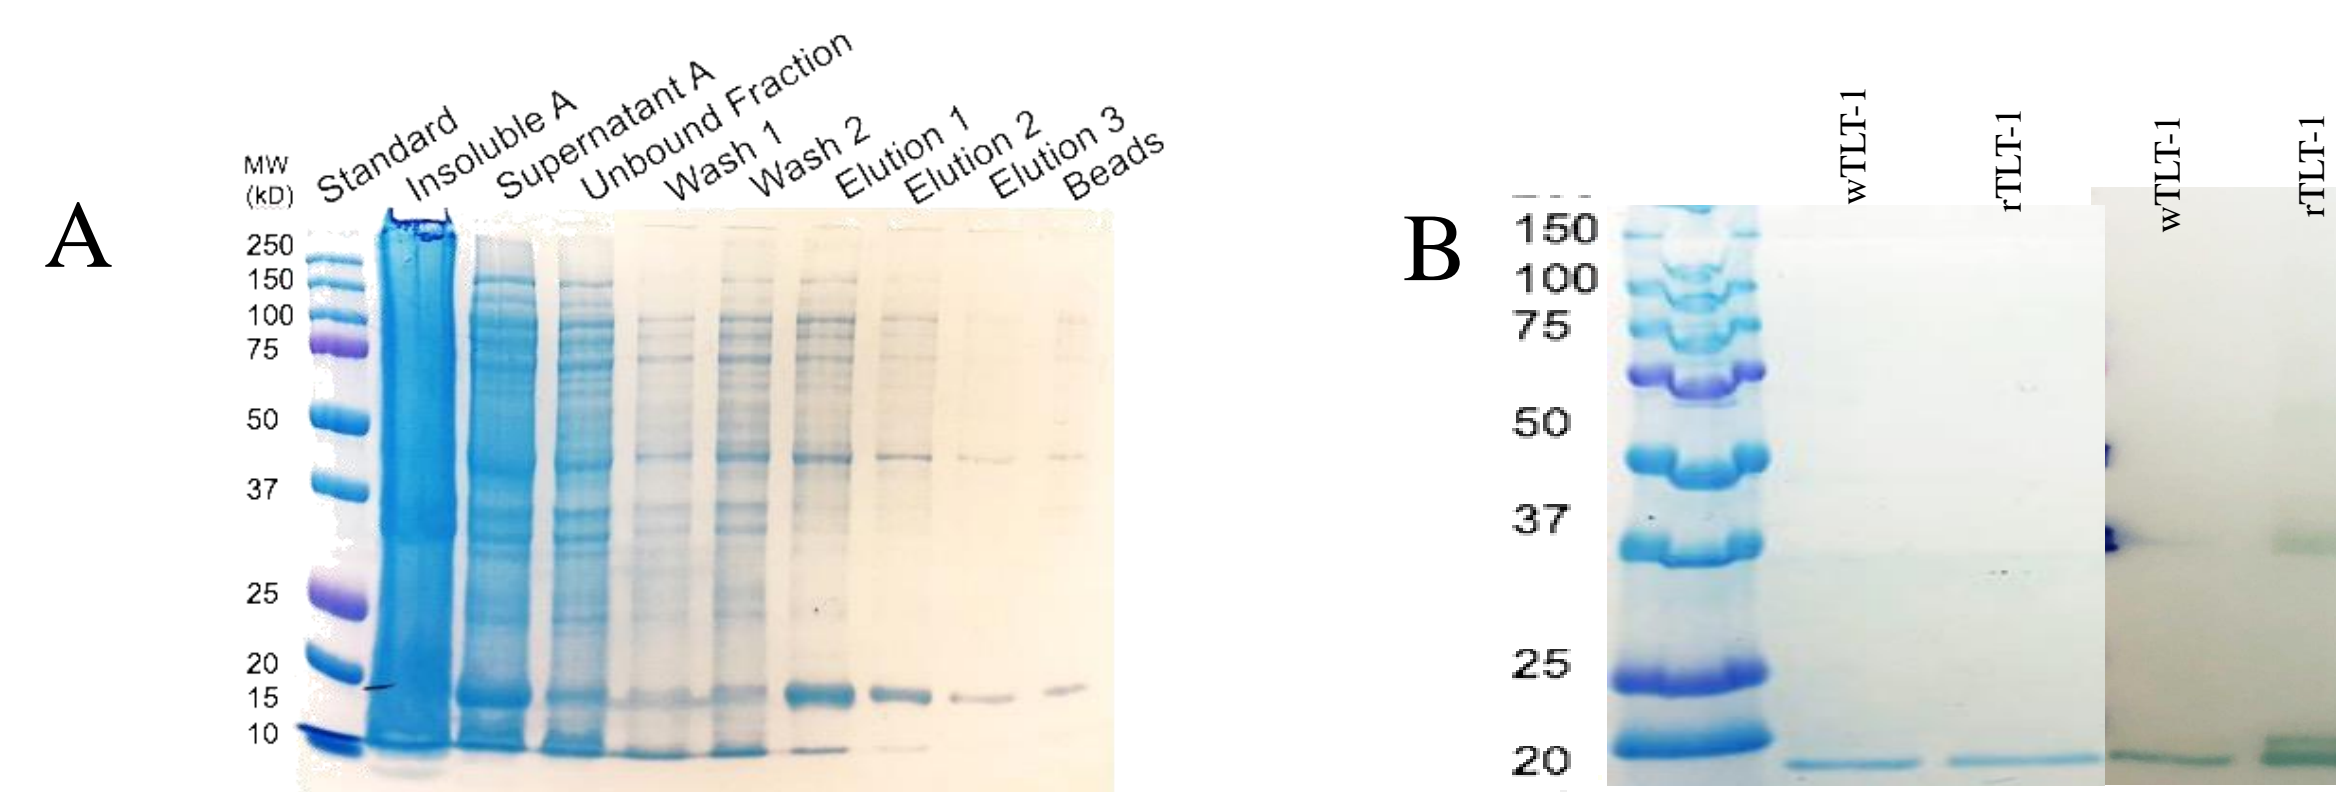 A
MW
(kD)
Standard
Insoluble A
Supernatant A
Unbound Fraction
Wash 1
Wash 2
Elution 1
Elution 2
Elution 3
Beads
250
150
100
75
50
37
25
20
15
10
B
wTLT-1
rTLT-1
wTLT-1
rTLT-1
150
100
75
50
37
25
20